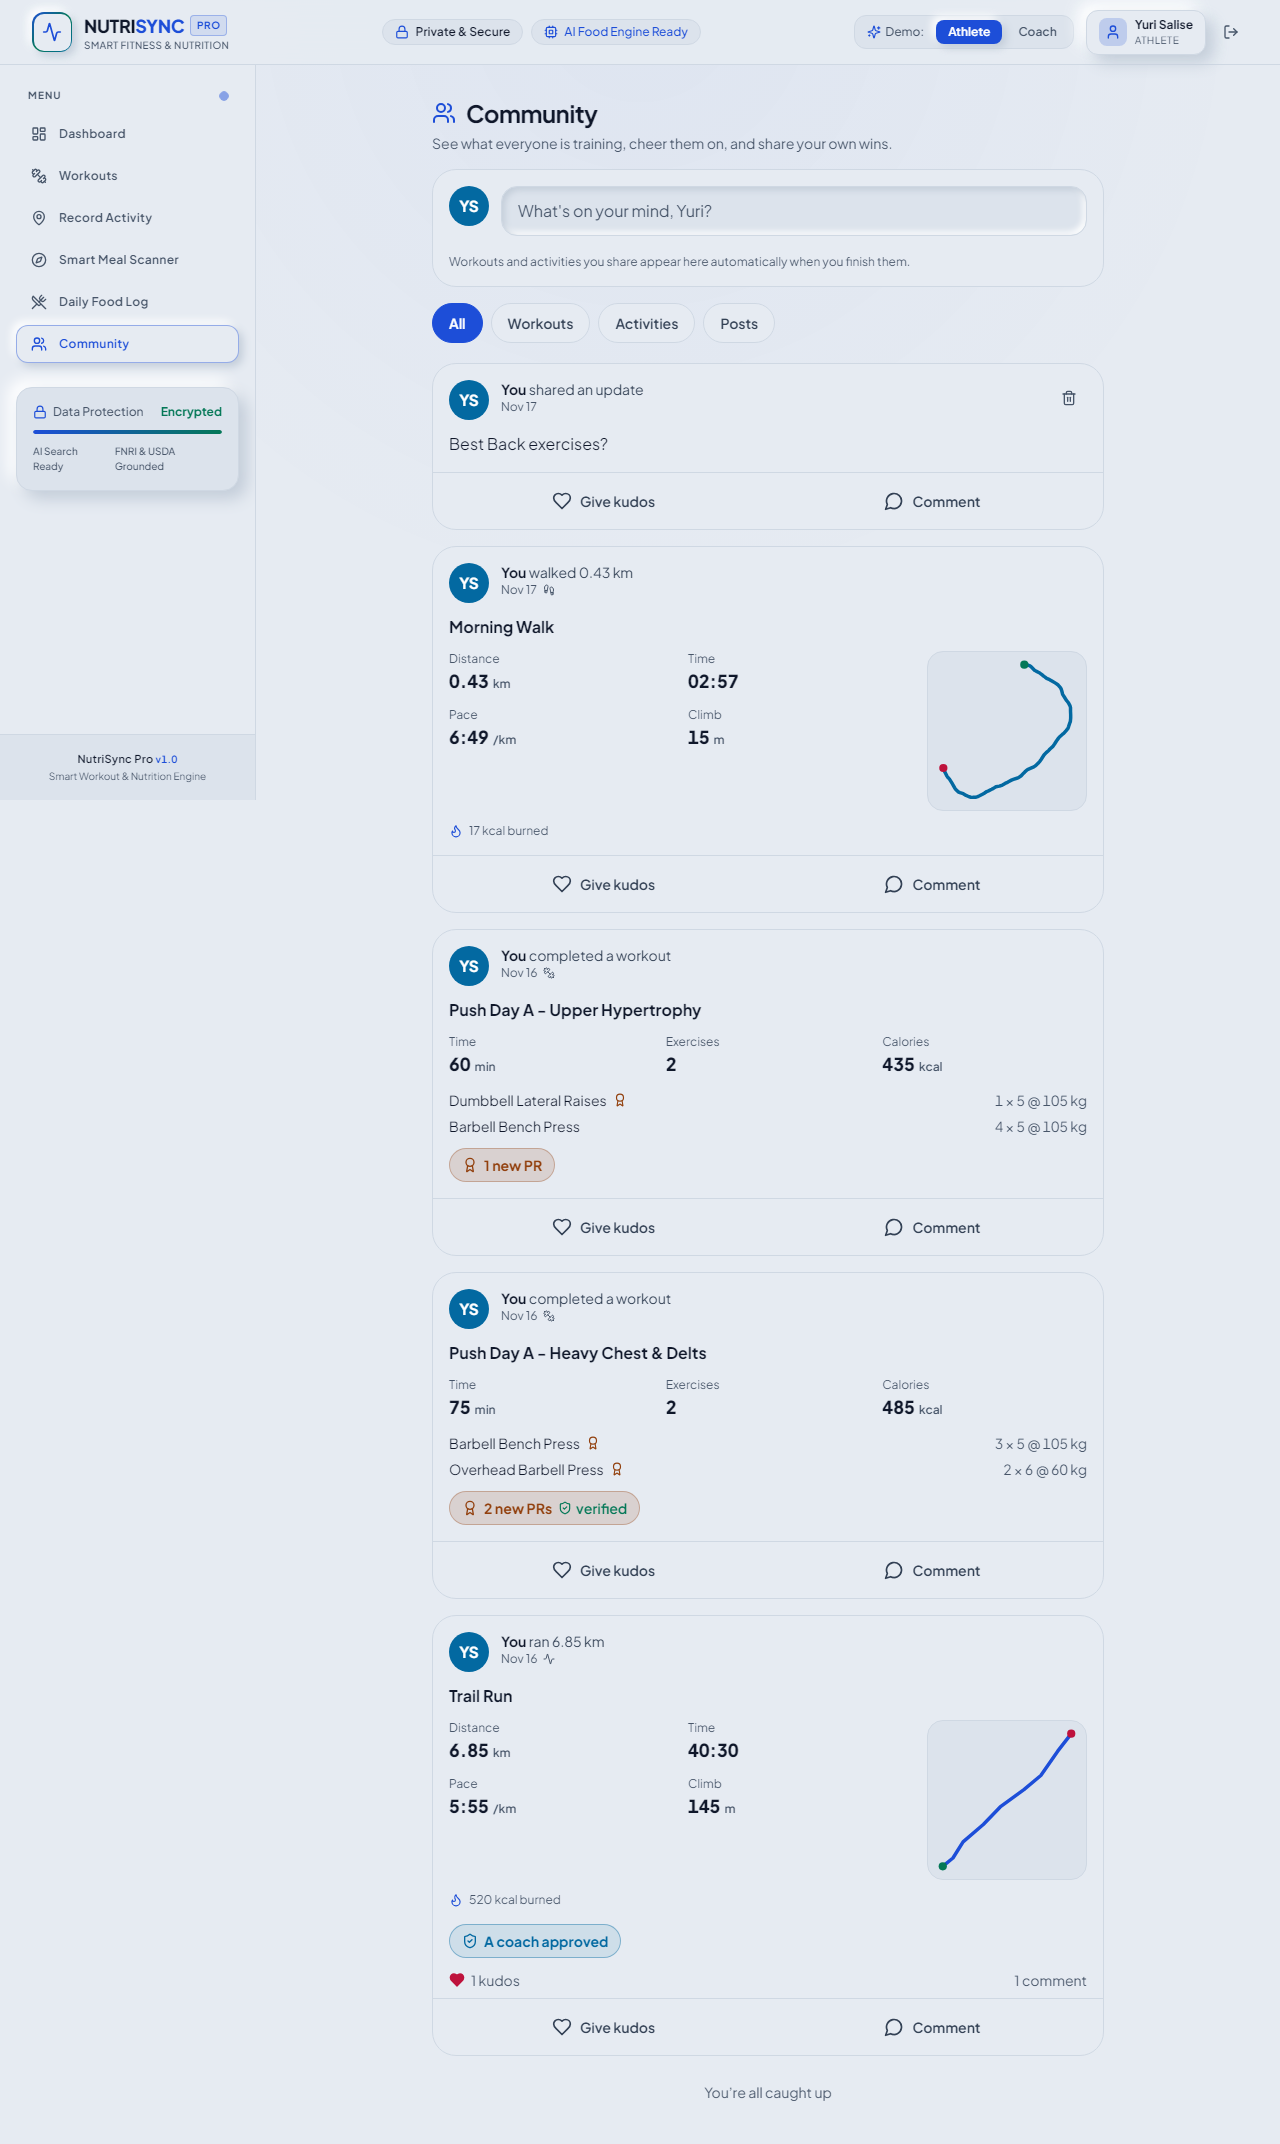 NUTRISYNC PRO
SMART FITNESS & NUTRITION
Private & Secure
AI Food Engine Ready
Demo:
Athlete
Coach
Yuri Salise
ATHLETE
MENU
Dashboard
Workouts
Record Activity
Smart Meal Scanner
Daily Food Log
Community
Data Protection Encrypted
AI Search Ready
FNRI & USDA Grounded
NutriSync Pro v1.0
Smart Workout & Nutrition Engine
Community
See what everyone is training, cheer them on, and share your own wins.
YS
What's on your mind, Yuri?
Workouts and activities you share appear here automatically when you finish them.
All
Workouts
Activities
Posts
YS
You shared an update
Nov 17
Best Back exercises?
Give kudos
Comment
YS
You walked 0.43 km
Nov 17
Morning Walk
Distance
0.43 km
Time
02:57
Pace
6:49 /km
Climb
15 m
17 kcal burned
Give kudos
Comment
YS
You completed a workout
Nov 16
Push Day A - Upper Hypertrophy
Time
60 min
Exercises
2
Calories
435 kcal
Dumbbell Lateral Raises 1 × 5 @ 105 kg
Barbell Bench Press 4 × 5 @ 105 kg
1 new PR
Give kudos
Comment
YS
You completed a workout
Nov 16
Push Day A - Heavy Chest & Delts
Time
75 min
Exercises
2
Calories
485 kcal
Barbell Bench Press 3 × 5 @ 105 kg
Overhead Barbell Press 2 × 6 @ 60 kg
2 new PRs verified
Give kudos
Comment
YS
You ran 6.85 km
Nov 16
Trail Run
Distance
6.85 km
Time
40:30
Pace
5:55 /km
Climb
145 m
520 kcal burned
A coach approved
1 kudos
1 comment
Give kudos
Comment
You're all caught up